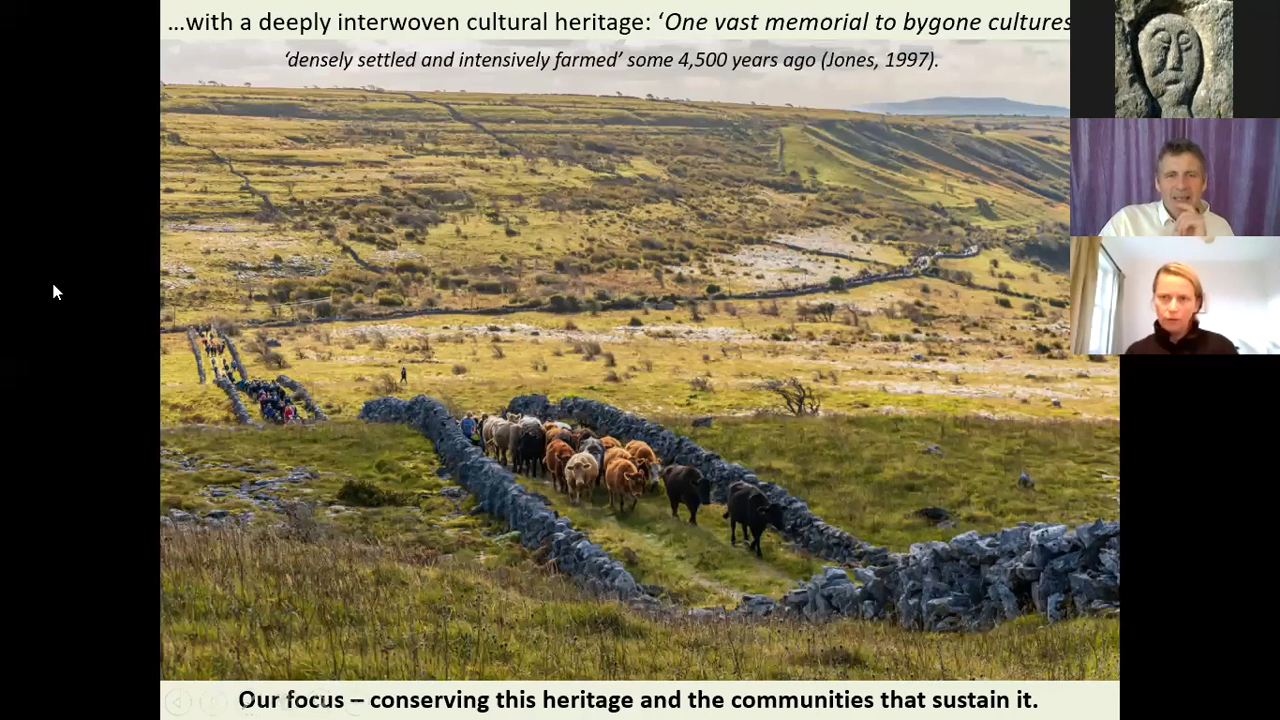 …with a deeply interwoven cultural heritage: ‘One vast memorial to bygone cultures
‘densely settled and intensively farmed’ some 4,500 years ago (Jones, 1997).
Our focus – conserving this heritage and the communities that sustain it.